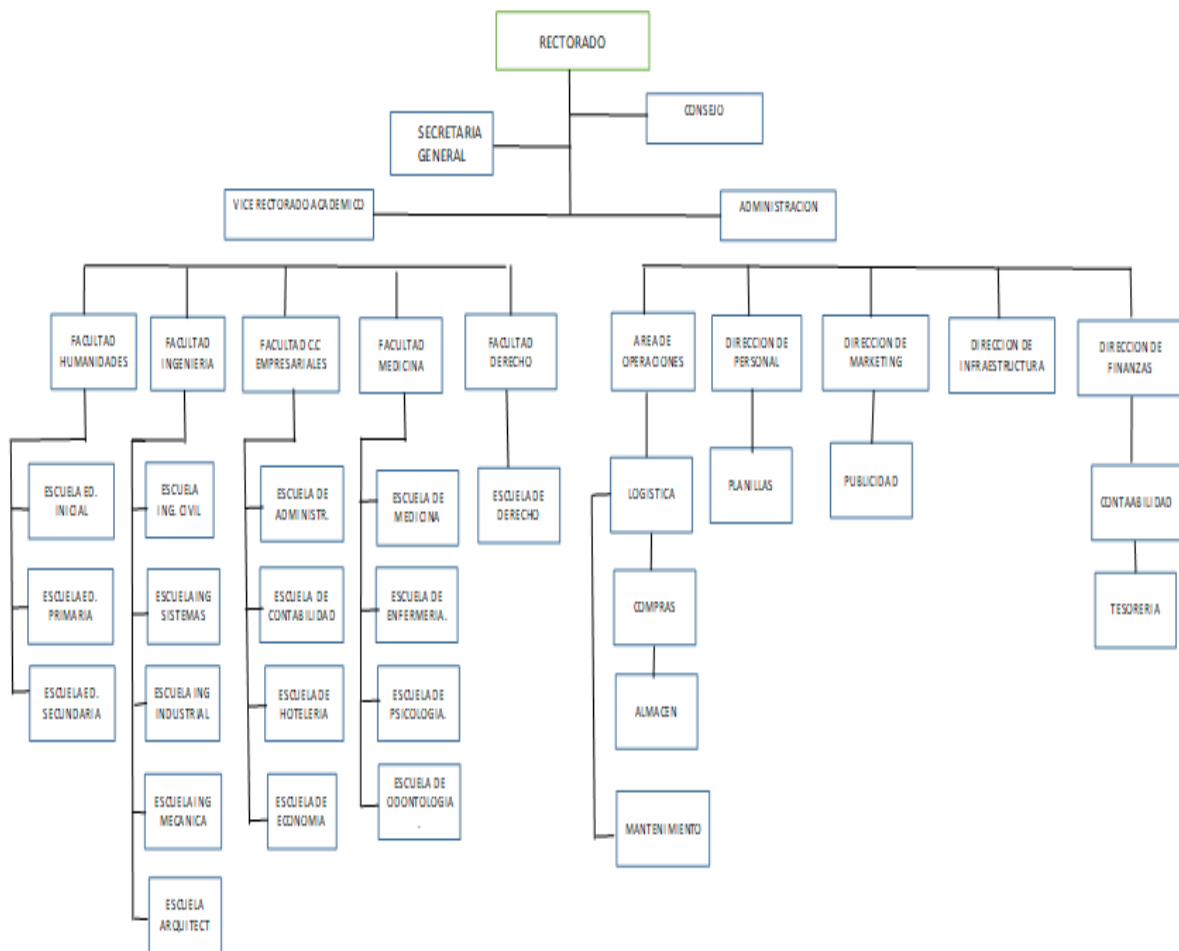 RECTORADO
CONSEJO
SECRETARIA
GENERAL
VICE RECTORADO ACADEMICO
ADMINISTRACION
FACULTAD
HUMANIDADES
FACULTAD
INGENIERIA
FACULTAD C.C
EMPRESARIALES
FACULTAD
MEDICINA
FACULTAD
DERECHO
AREA DE
OPERACIONES
DIRECCION DE
PERSONAL
DIRECCION DE
MARKETING
DIRECCION DE
INFRAESTRUCTURA
DIRECCION DE
FINANZAS
ESCUELA ED.
INICIAL
ESCUELA
ING. CIVIL
ESCUELA DE
ADMINISTR.
ESCUELA DE
MEDICINA
ESCUELA DE
DERECHO
LOGISTICA
PLANILLAS
PUBLICIDAD
CONTAABILIDAD
ESCUELA ED.
PRIMARIA
ESCUELA ING
SISTEMAS
ESCUELA DE
CONTABILIDAD
ESCUELA DE
ENFERMERIA.
COMPRAS
TESORERIA
ESCUELA ED.
SECUNDARIA
ESCUELA ING
INDUSTRIAL
ESCUELA DE
HOTELERIA
ESCUELA DE
PSICOLOGIA.
ALMACEN
ESCUELA ING
MECANICA
ESCUELA DE
ECONOMIA
ESCUELA DE
ODONTOLOGIA
.
MANTENIMIENTO
ESCUELA
ARQUITECT